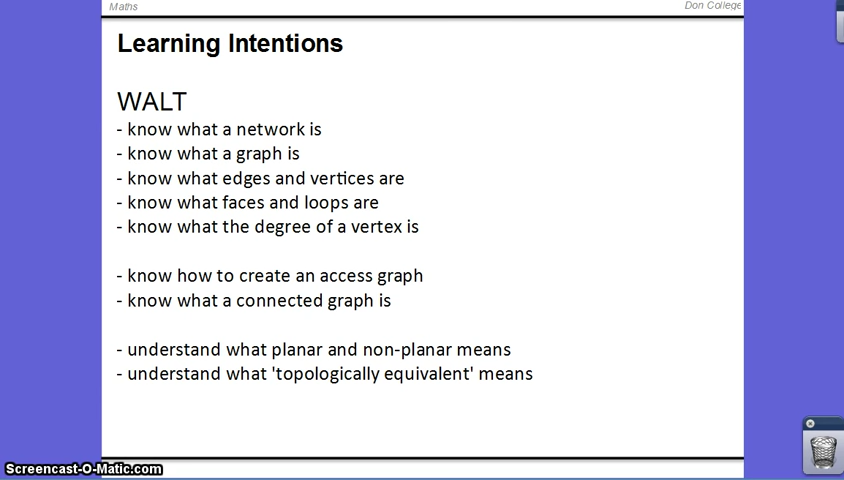 Maths
Don College
Learning Intentions
WALT
- know what a network is
- know what a graph is
- know what edges and vertices are
- know what faces and loops are
- know what the degree of a vertex is
- know how to create an access graph
- know what a connected graph is
- understand what planar and non-planar means
- understand what 'topologically equivalent' means
Screencast-O-Matic.com